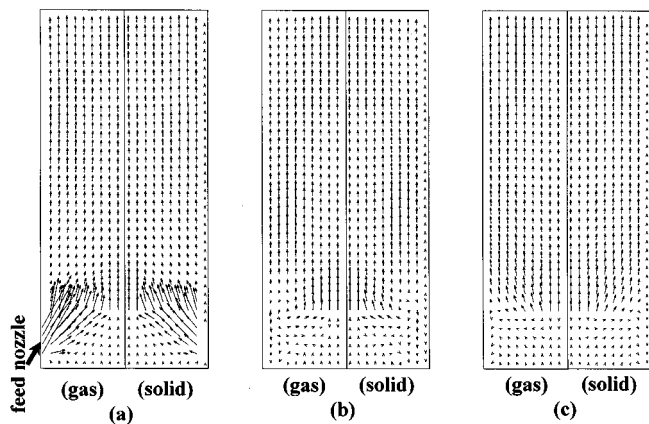 feed nozzle
(gas) (solid) (gas) (solid) (gas) (solid)
(a) (b) (c)